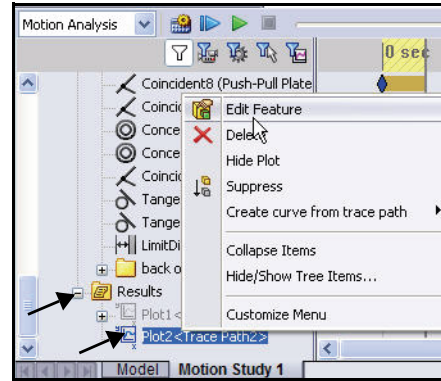 Motion Analysis
0 sec
Coincident8 (Push-Pull Plate
Coincid
Edit Feature
Conce
Delete
Conce
Hide Plot
Coincid
Suppress
Tange
Create curve from trace path
Tange
LimitDi
Collapse Items
back o
Hide/Show Tree Items...
Results
Plot1<
Customize Menu
Plot2<Trace Path2>
Model Motion Study 1